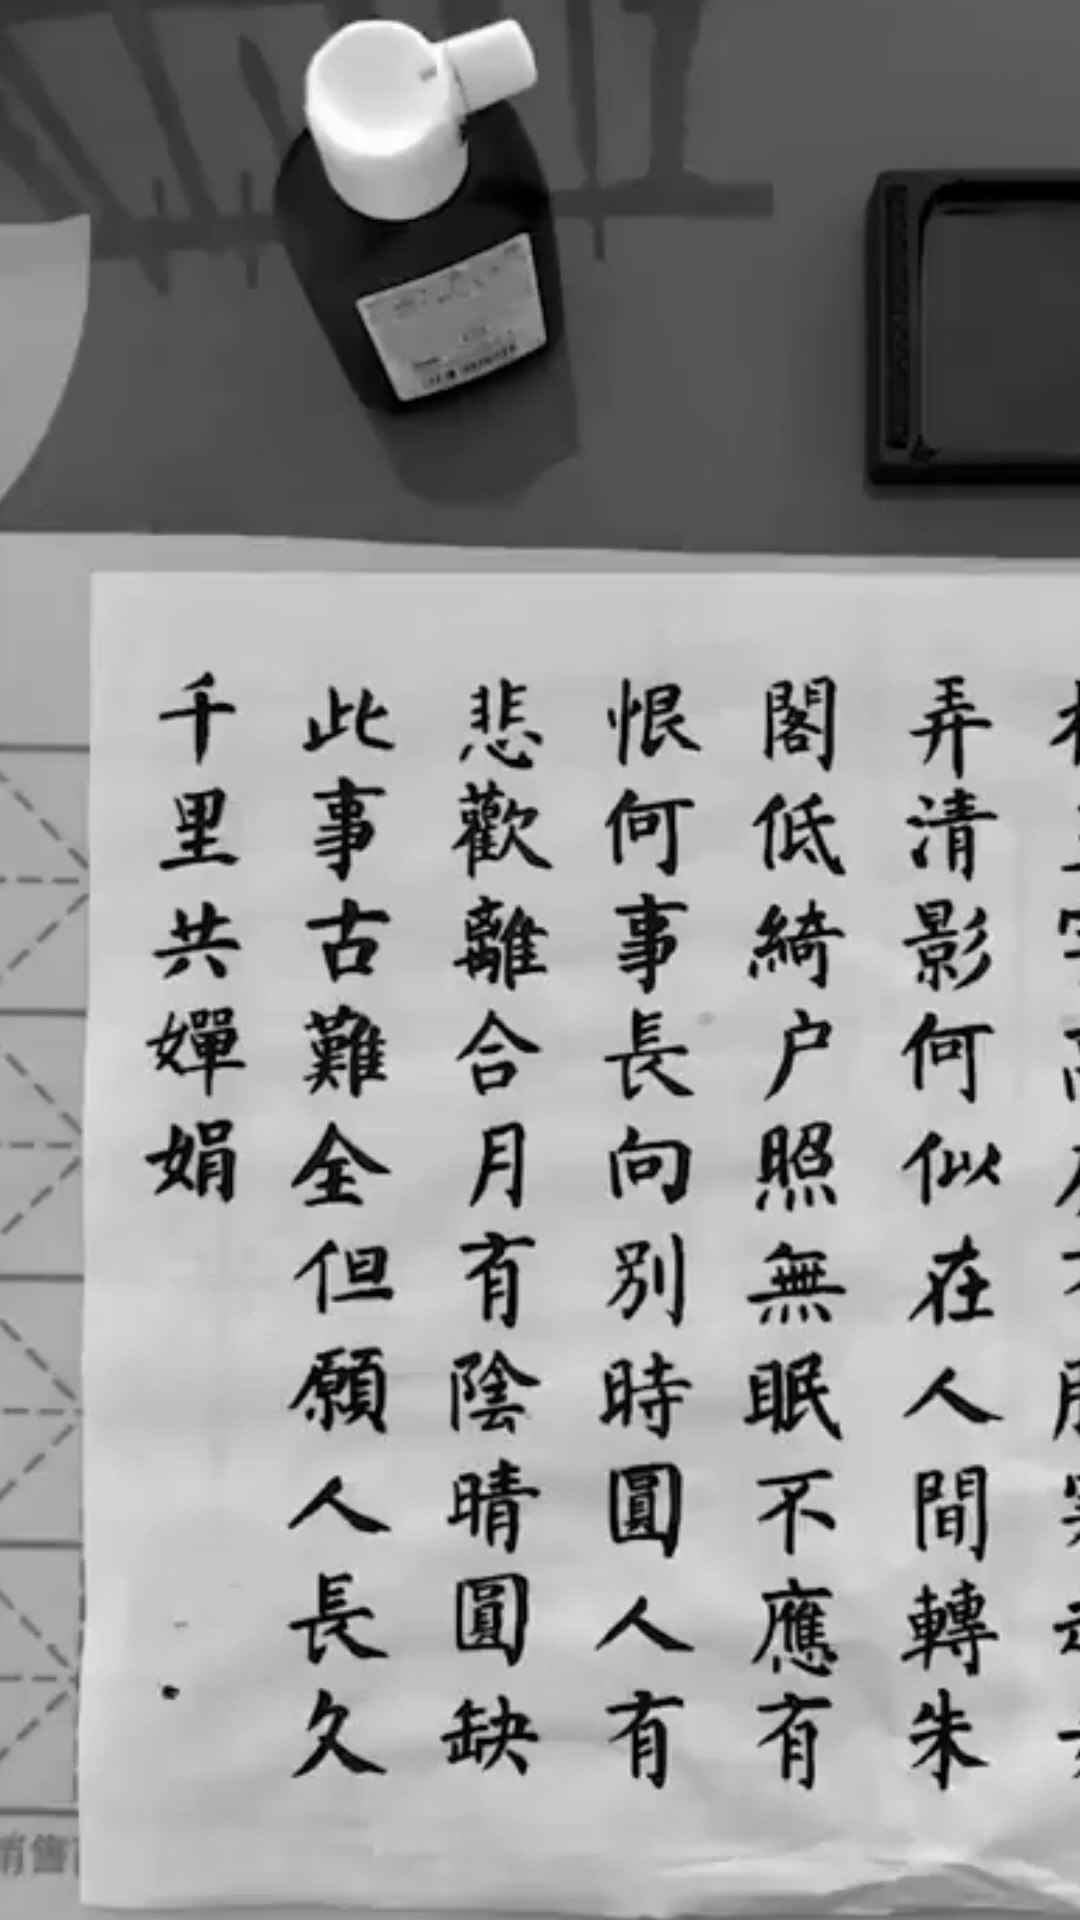 弄清影何似在人間轉朱
閣低綺户照無眠不應有
恨何事長向別時圓人有
悲歡離合月有陰晴圓缺
此事古難全但願人長久
千里共嬋娟